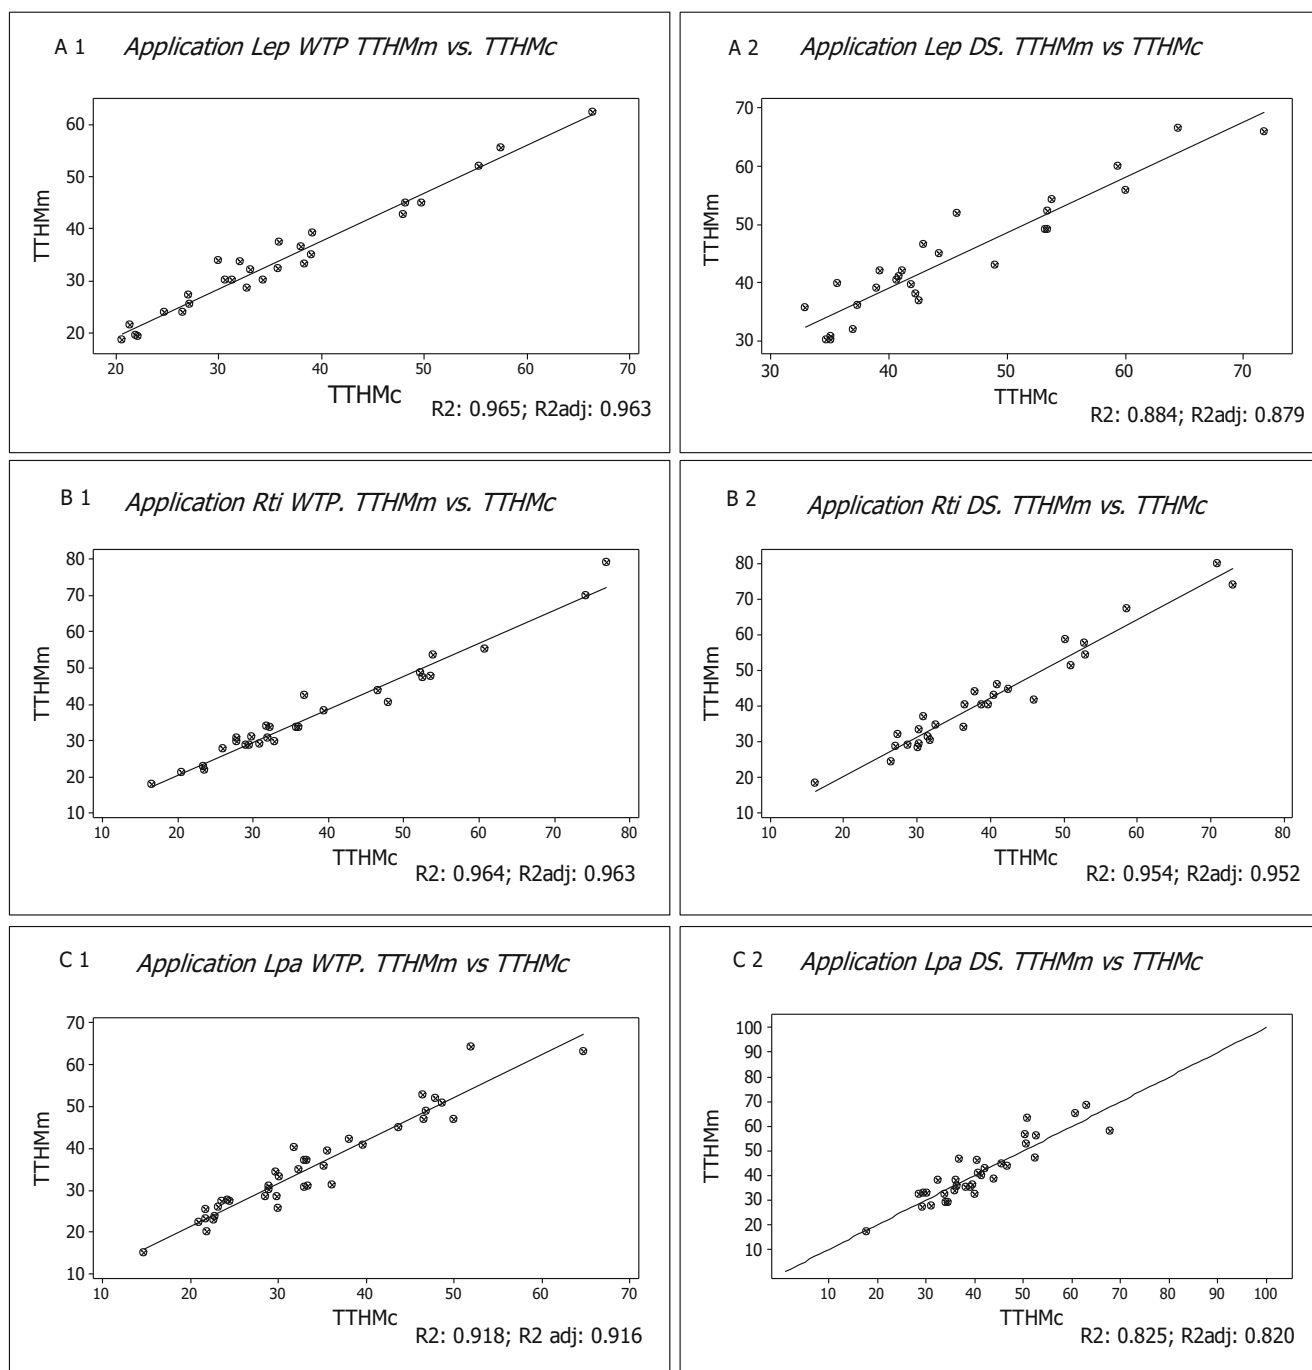 A 1 Application Lep WTP TTHMm vs. TTHMc
60
50
40
30
20
TTHMm
20 30 40 50 60 70
TTHMc
R2: 0.965; R2adj: 0.963
A 2 Application Lep DS. TTHMm vs TTHMc
70
60
50
40
30
TTHMm
30 40 50 60 70
TTHMc
R2: 0.884; R2adj: 0.879
B 1 Application Rti WTP. TTHMm vs. TTHMc
80
70
60
50
40
30
20
10
TTHMm
10 20 30 40 50 60 70 80
TTHMc
R2: 0.964; R2adj: 0.963
B 2 Application Rti DS. TTHMm vs. TTHMc
80
70
60
50
40
30
20
10
TTHMm
10 20 30 40 50 60 70 80
TTHMc
R2: 0.954; R2adj: 0.952
C 1 Application Lpa WTP. TTHMm vs TTHMc
70
60
50
40
30
20
10
TTHMm
10 20 30 40 50 60 70
TTHMc
R2: 0.918; R2 adj: 0.916
C 2 Application Lpa DS. TTHMm vs TTHMc
100
90
80
70
60
50
40
30
20
10
TTHMm
10 20 30 40 50 60 70 80 90 100
TTHMc
R2: 0.825; R2adj: 0.820